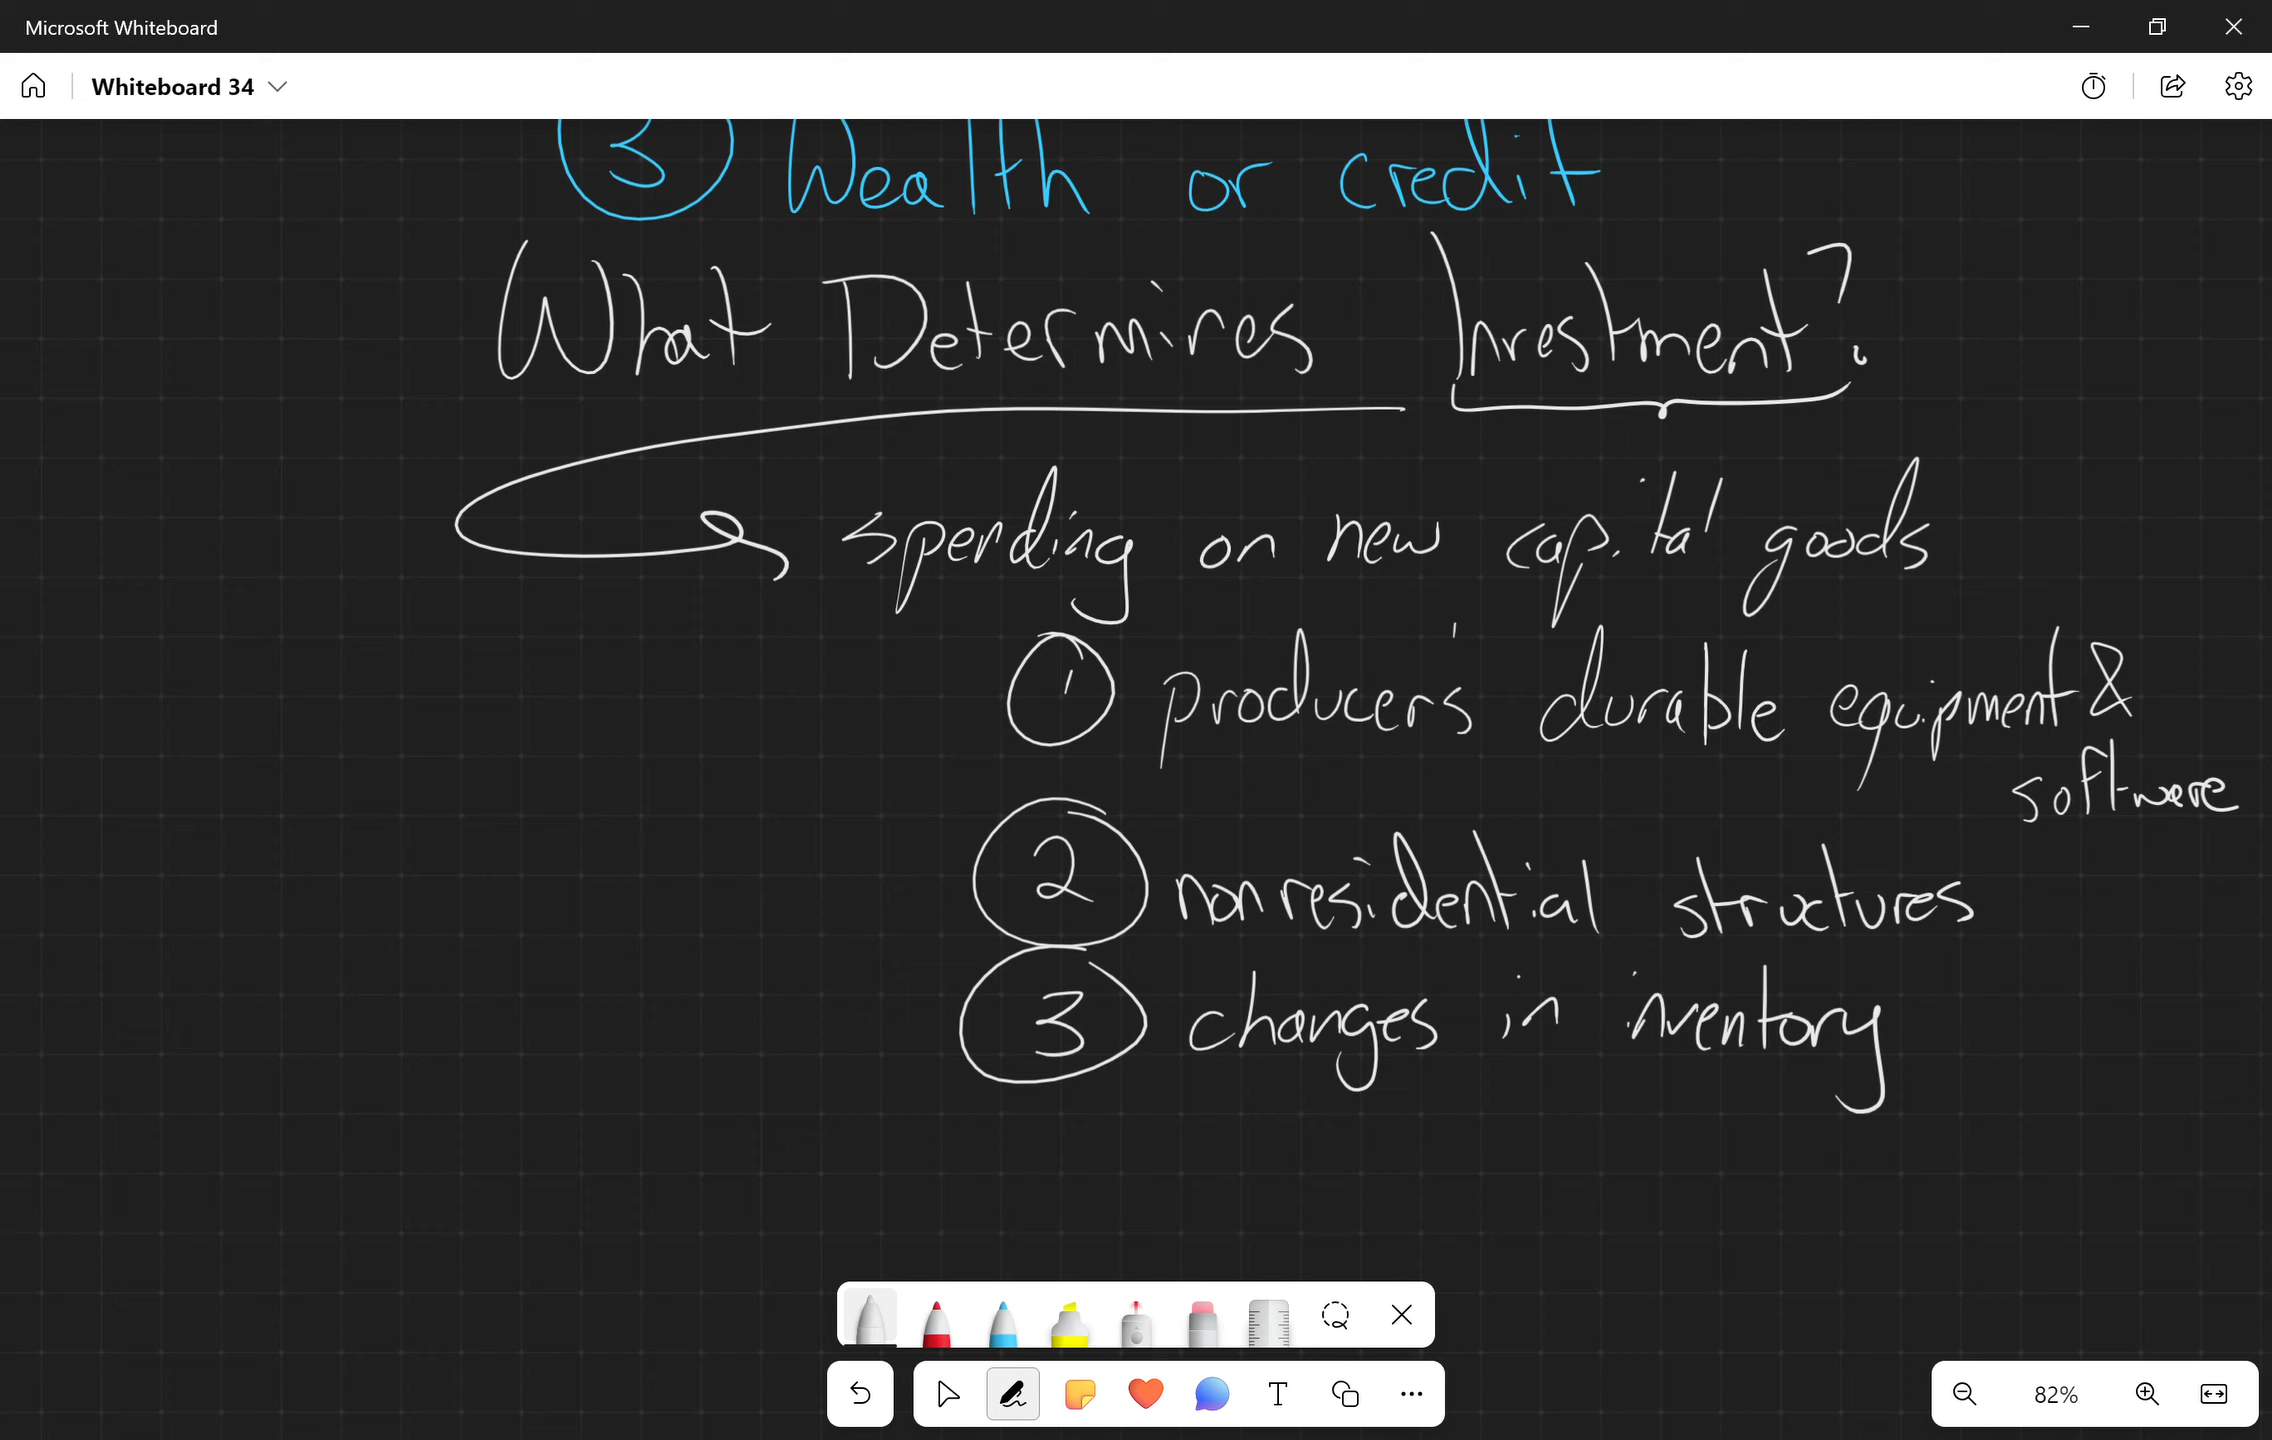 Microsoft Whiteboard
Whiteboard 34
3 Wealth or credit
What Determines Investment?
spending on new capital goods
1 producers' durable equipment &
software
2 nonresidential structures
3 changes in inventory
T
82%